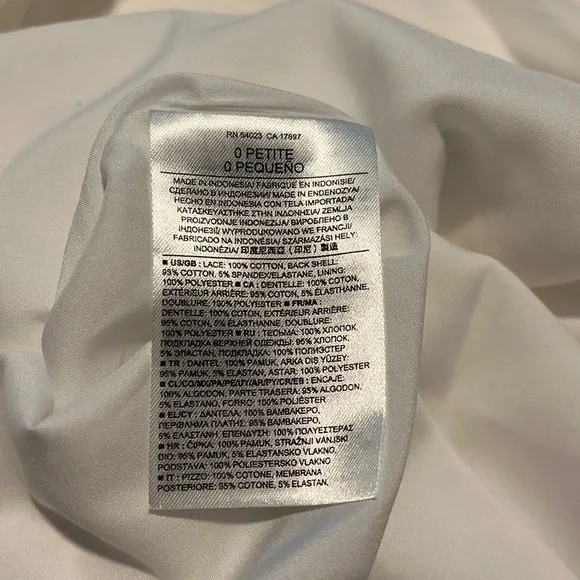 RN 54023 CA 17897
0 PETITE
0 PEQUEÑO
MADE IN INDONESIA/ FABRIQUE EN INDONÉSIE/
СДЕЛАНО В ИНДОНЕЗИИ/ MADE IN ENDENOZYA/
HECHO EN INDONESIA CON TELA IMPORTADA/
ΚΑΤΑΣΚΕΥΑΣΤΗΚΕ ΣΤΗΝ ΙΝΔΟΝΗΣΙΑ/ ZEMLJA
PROIZVODNJE INDONEZIJA/ ВИРОБЛЕНО В
ІНДОНЕЗІЇ/ WYPRODUKOWANO WE FRANCJI/
FABRICADO NA INDONÉSIA/ SZÁRMAZÁSI HELY.
INDONÉZIA/ 印度尼西亞 (印尼) 製造
■ US/GB : LACE: 100% COTTON, BACK SHELL:
95% COTTON, 5% SPANDEX/ELASTANE, LINING:
100% POLYESTER ■ CA : DENTELLE: 100% COTON,
EXTÉRIEUR ARRIÈRE: 95% COTON, 5% ÉLASTHANNE,
DOUBLURE: 100% POLYESTER ■ FR/MA :
DENTELLE: 100% COTON, EXTÉRIEUR ARRIÈRE:
95% COTON, 5% ÉLASTHANNE, DOUBLURE:
100% POLYESTER ■ RU : ТЕСЬМА: 100% ХЛОПОК,
ПОДКЛАДКА ВЕРХНЕЙ ОДЕЖДЫ: 95% ХЛОПОК,
5% ЭЛАСТАН, ПОДКЛАДКА: 100% ПОЛИЭСТЕР
■ TR : DANTEL: 100% PAMUK, ARKA DIŞ YÜZEY:
95% PAMUK, 5% ELASTAN, ASTAR: 100% POLYESTER
■ CL/CO/MX/PA/PE/UY/AR/PY/CR/ES : ENCAJE:
100% ALGODON, PARTE TRASERA: 95% ALGODON,
5% ELASTANO, FORRO: 100% POLIÉSTER
■ EL/CY : ΔΑΝΤΕΛΑ: 100% ΒΑΜΒΑΚΕΡΟ,
ΠΕΡΙΒΛΗΜΑ ΠΛΑΤΗΣ: 95% ΒΑΜΒΑΚΕΡΟ,
5% ΕΛΑΣΤΑΝΗ, ΕΠΕΝΔΥΣΗ: 100% ΠΟΛΥΕΣΤΕΡΑΣ
■ HR : ČIPKA: 100% PAMUK, STRAŽNJI VANJSKI
DIO: 95% PAMUK, 5% ELASTANSKO VLAKNO,
PODSTAVA: 100% POLIESTERSKO VLAKNO
■ IT : PIZZO: 100% COTONE, MEMBRANA
POSTERIORE: 95% COTONE, 5% ELASTAN.